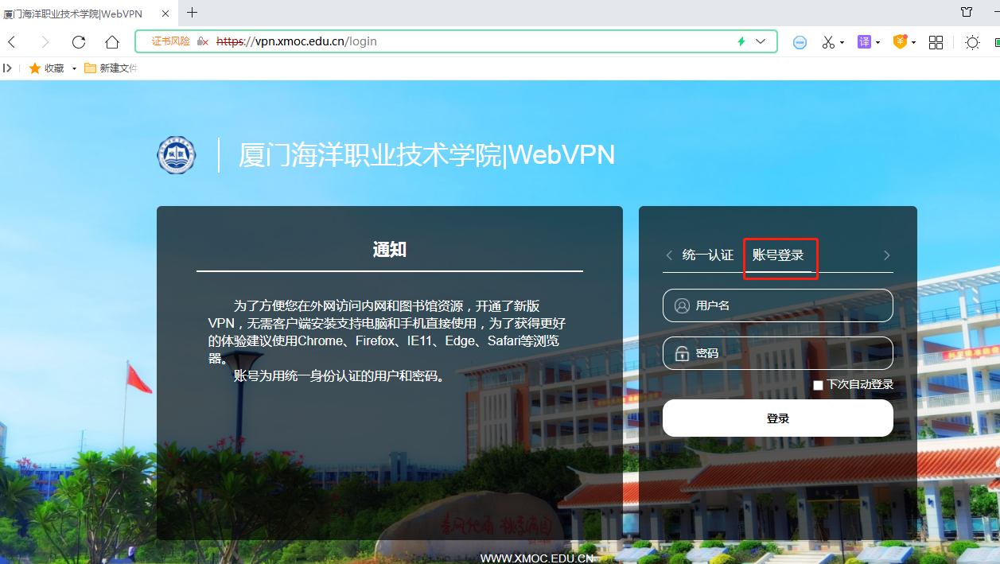 厦门海洋职业技术学院|WebVPN
证书风险 https://vpn.xmoc.edu.cn/login
译
收藏 新建文件
厦门海洋职业技术学院|WebVPN
通知
为了方便您在外网访问内网和图书馆资源，开通了新版
VPN，无需客户端安装支持电脑和手机直接使用，为了获得更好
的体验建议使用Chrome、Firefox、IE11、Edge、Safari等浏览
器。
账号为用统一身份认证的用户和密码。
统一认证 账号登录
用户名
密码
下次自动登录
登录
WWW.XMOC.EDU.CN